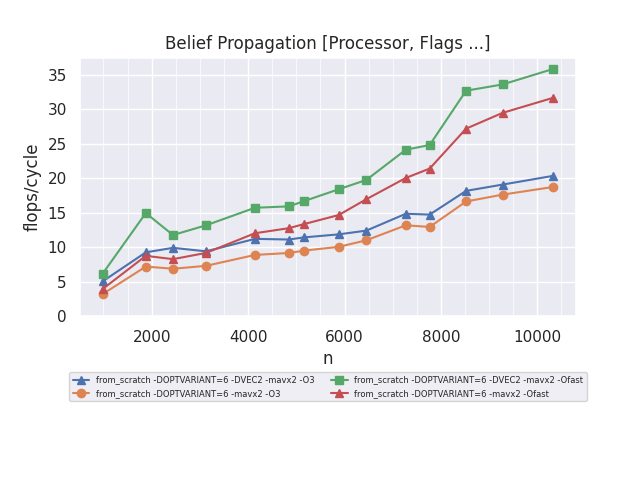 Belief Propagation [Processor, Flags ...]
35
30
25
20
15
10
5
0
flops/cycle
2000 4000 6000 8000 10000
n
from_scratch -DOPTVARIANT=6 -DVEC2 -mavx2 -O3
from_scratch -DOPTVARIANT=6 -mavx2 -O3
from_scratch -DOPTVARIANT=6 -DVEC2 -mavx2 -Ofast
from_scratch -DOPTVARIANT=6 -mavx2 -Ofast